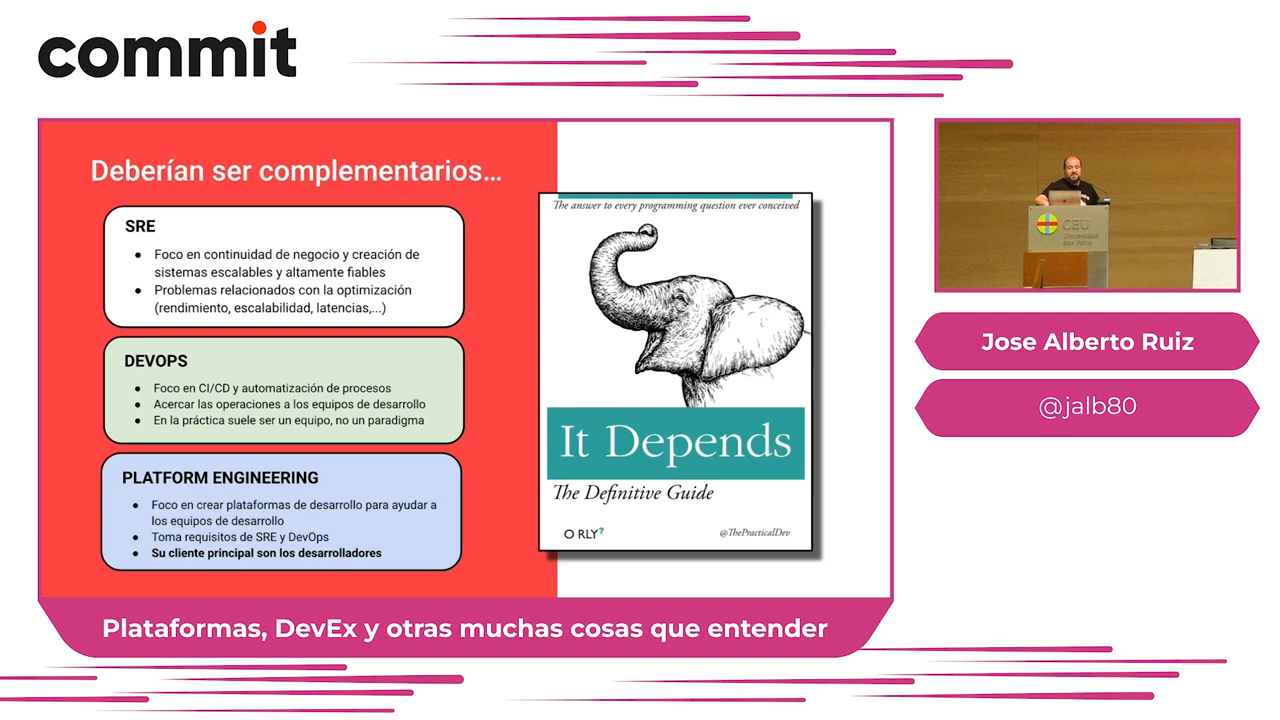 commit
Deberían ser complementarios...
SRE
● Foco en continuidad de negocio y creación de
sistemas escalables y altamente fiables
● Problemas relacionados con la optimización
(rendimiento, escalabilidad, latencias,...)
DEVOPS
● Foco en CI/CD y automatización de procesos
● Acercar las operaciones a los equipos de desarrollo
● En la práctica suele ser un equipo, no un paradigma
PLATFORM ENGINEERING
● Foco en crear plataformas de desarrollo para ayudar a
los equipos de desarrollo
● Toma requisitos de SRE y DevOps
● Su cliente principal son los desarrolladores
The answer to every programming question ever conceived
It Depends
The Definitive Guide
O RLY?
@ThePracticalDev
CEU
Universidad
San Pablo
Jose Alberto Ruiz
@jalb80
Plataformas, DevEx y otras muchas cosas que entender